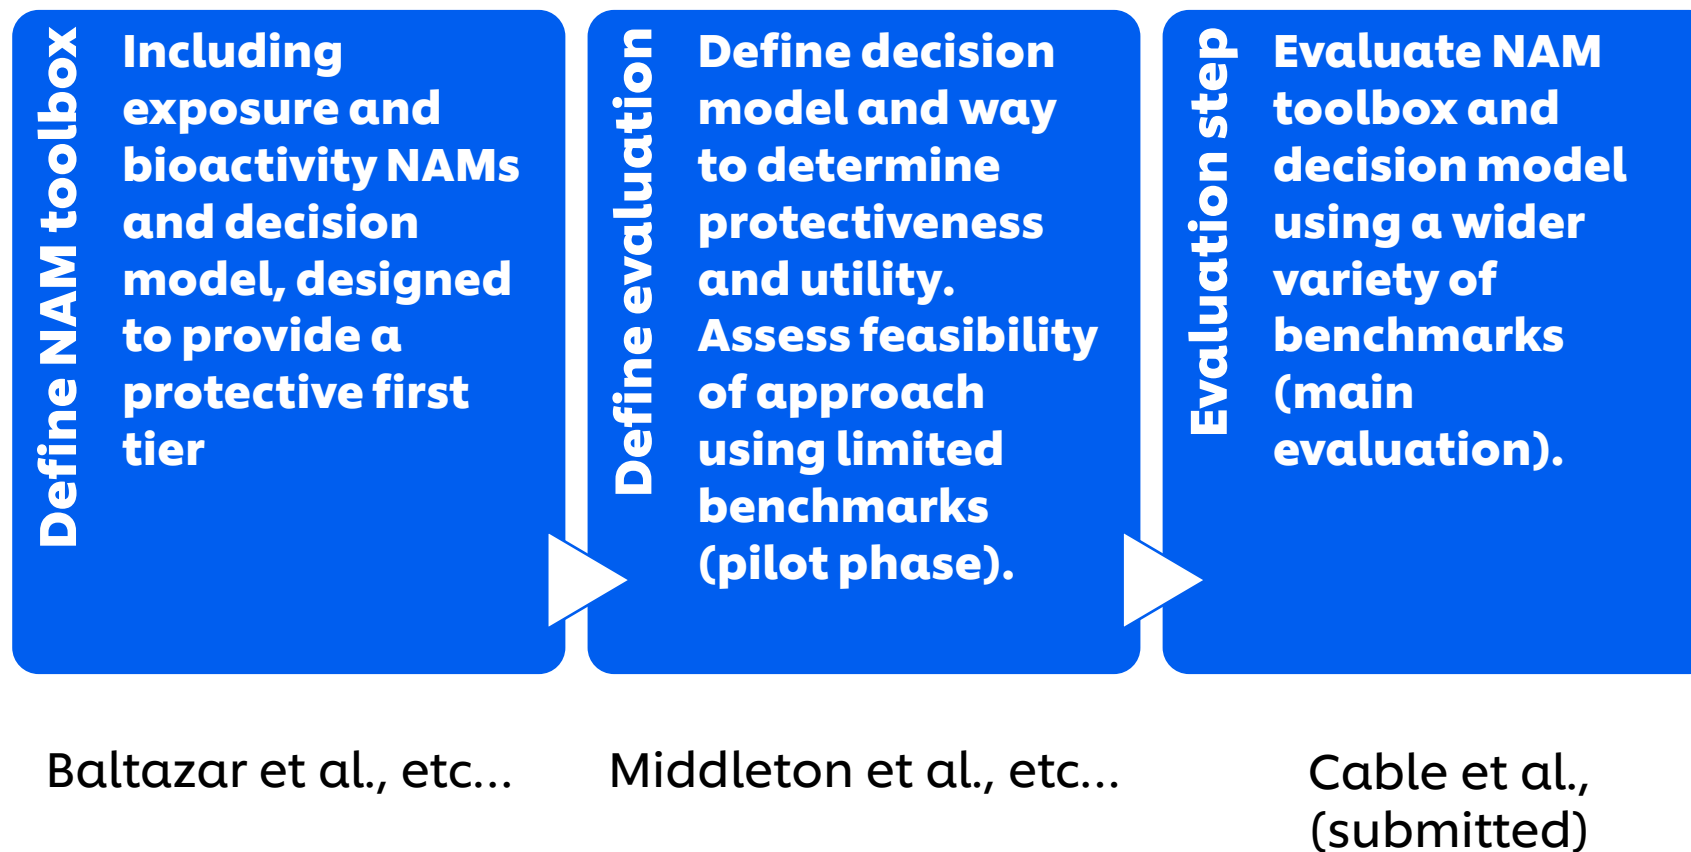 Define NAM toolbox
Including
exposure and
bioactivity NAMs
and decision
model, designed
to provide a
protective first
tier
Define evaluation
Define decision
model and way
to determine
protectiveness
and utility.
Assess feasibility
of approach
using limited
benchmarks
(pilot phase).
Evaluation step
Evaluate NAM
toolbox and
decision model
using a wider
variety of
benchmarks
(main
evaluation).
Baltazar et al., etc...
Middleton et al., etc...
Cable et al.,
(submitted)